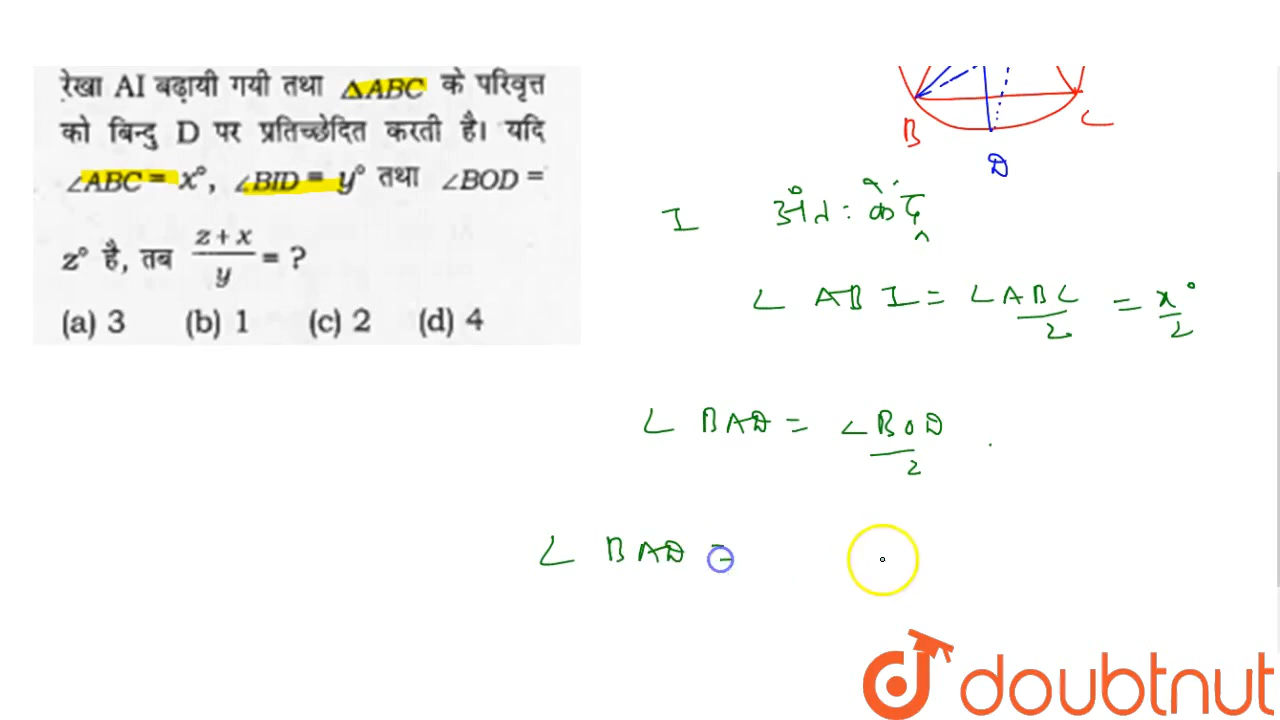 रेखा AI बढ़ायी गयी तथा △ABC के परिवृत्त
को बिन्दु D पर प्रतिच्छेदित करती है। यदि
∠ABC = x°, ∠BID = y° तथा ∠BOD =
z° है, तब (z + x)/y = ?
(a) 3 (b) 1 (c) 2 (d) 4
B
C
D
I अंतः केंद्र
∠ABI = ∠ABC/2 = x°/2
∠BAD = ∠BOD/2
∠BAD =
doubtnut